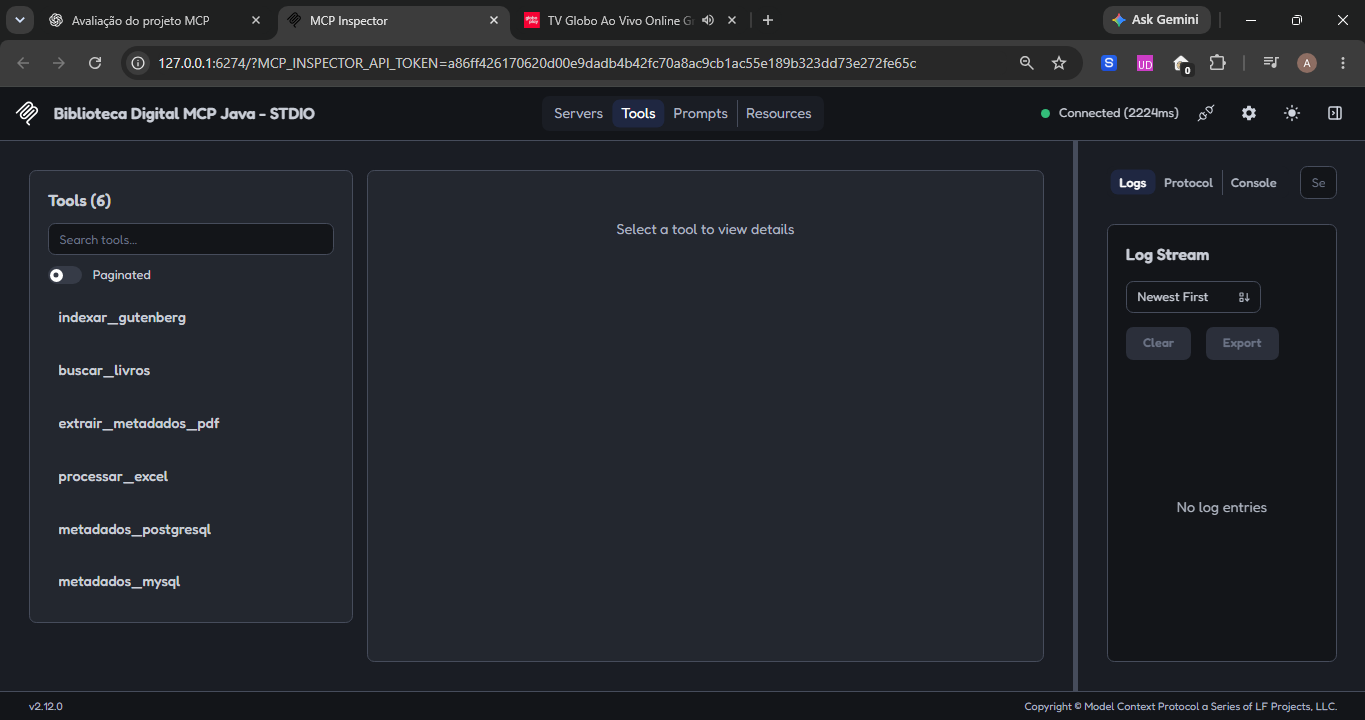 Avaliação do projeto MCP
MCP Inspector
TV Globo Ao Vivo Online G
Ask Gemini
127.0.0.1:6274/?MCP_INSPECTOR_API_TOKEN=a86ff426170620d00e9dadb4b42fc70a8ac9cb1ac55e189b323dd73e272fe65c
S
UD
0
A
Biblioteca Digital MCP Java - STDIO
Servers
Tools
Prompts
Resources
Connected (2224ms)
Tools (6)
Search tools...
Paginated
indexar_gutenberg
buscar_livros
extrair_metadados_pdf
processar_excel
metadados_postgresql
metadados_mysql
Select a tool to view details
Logs
Protocol
Console
Se
Log Stream
Newest First
Clear
Export
No log entries
v2.12.0
Copyright © Model Context Protocol a Series of LF Projects, LLC.